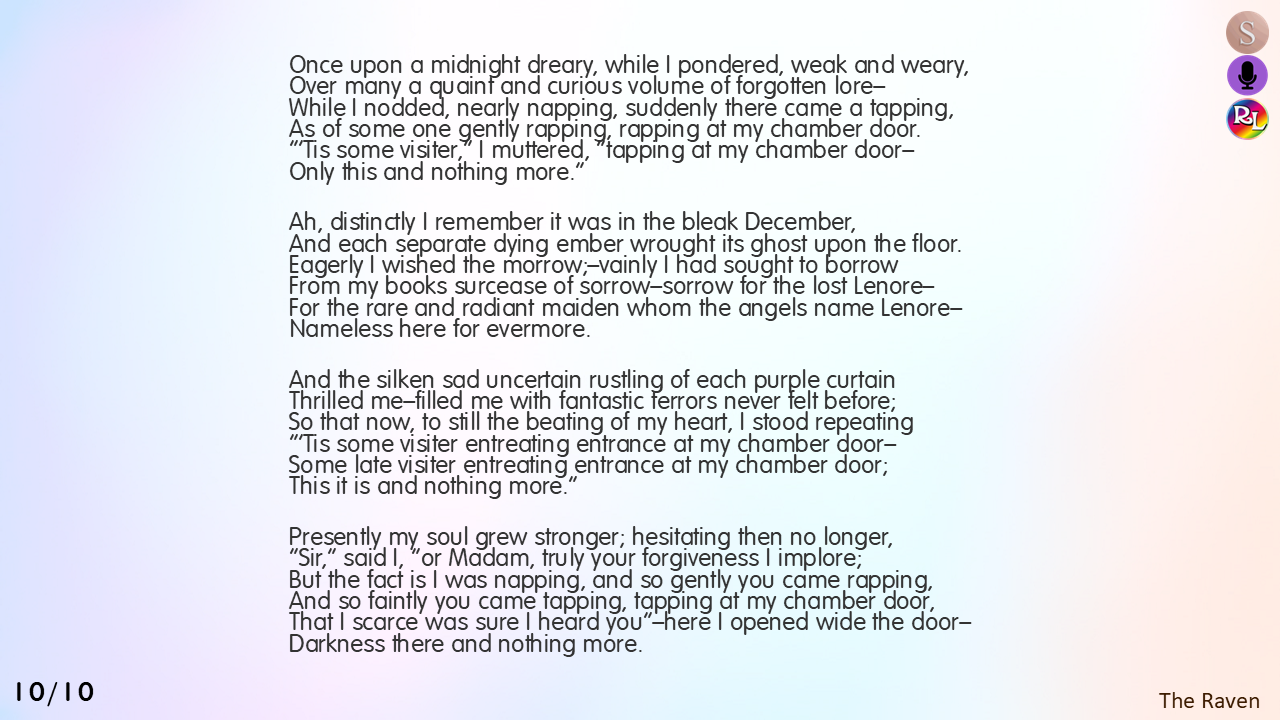 Once upon a midnight dreary, while I pondered, weak and weary,
Over many a quaint and curious volume of forgotten lore—
While I nodded, nearly napping, suddenly there came a tapping,
As of some one gently rapping, rapping at my chamber door.
"'Tis some visiter," I muttered, "tapping at my chamber door—
Only this and nothing more."

Ah, distinctly I remember it was in the bleak December,
And each separate dying ember wrought its ghost upon the floor.
Eagerly I wished the morrow;—vainly I had sought to borrow
From my books surcease of sorrow—sorrow for the lost Lenore—
For the rare and radiant maiden whom the angels name Lenore—
Nameless here for evermore.

And the silken sad uncertain rustling of each purple curtain
Thrilled me—filled me with fantastic terrors never felt before;
So that now, to still the beating of my heart, I stood repeating
"'Tis some visiter entreating entrance at my chamber door—
Some late visiter entreating entrance at my chamber door;
This it is and nothing more."

Presently my soul grew stronger; hesitating then no longer,
"Sir," said I, "or Madam, truly your forgiveness I implore;
But the fact is I was napping, and so gently you came rapping,
And so faintly you came tapping, tapping at my chamber door,
That I scarce was sure I heard you"—here I opened wide the door—
Darkness there and nothing more.

S
RL
10/10
The Raven